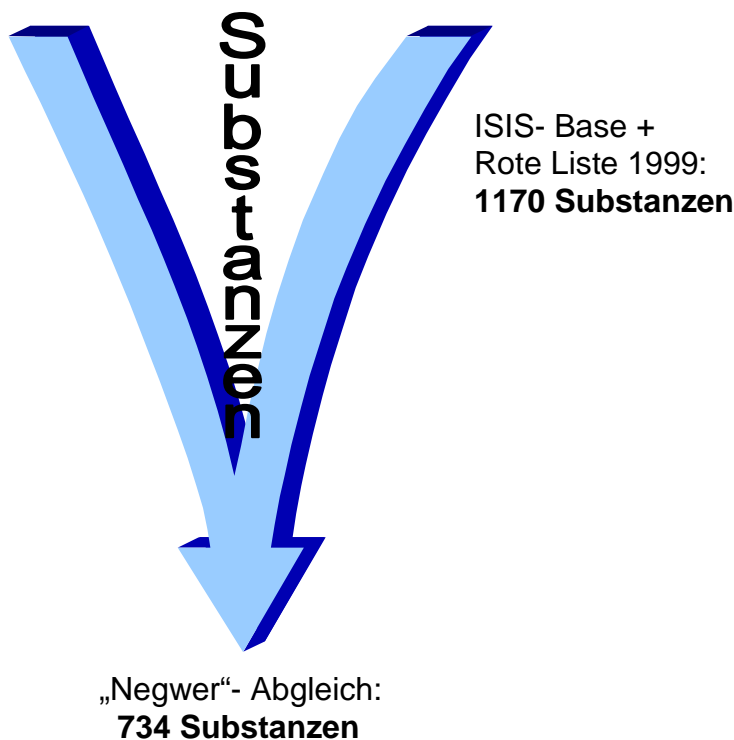 Substanzen
ISIS- Base +
Rote Liste 1999:
1170 Substanzen
„Negwer“- Abgleich:
734 Substanzen